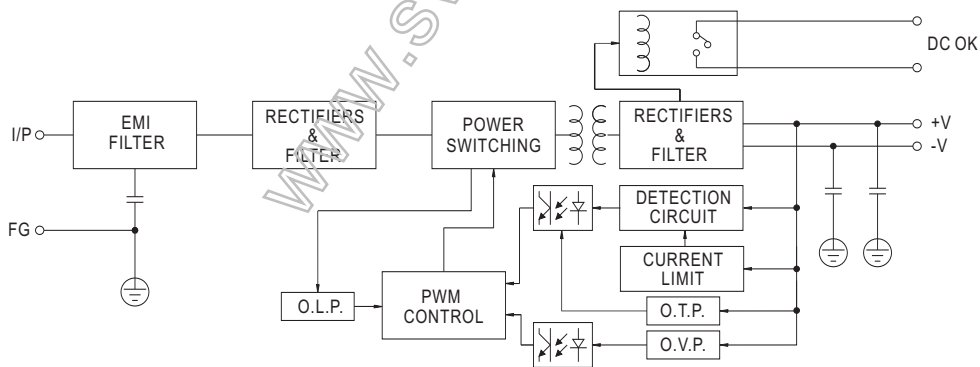 DC OK
I/P
EMI
FILTER
RECTIFIERS
&
FILTER
POWER
SWITCHING
RECTIFIERS
&
FILTER
+V
-V
FG
DETECTION
CIRCUIT
CURRENT
LIMIT
O.L.P.
PWM
CONTROL
O.T.P.
O.V.P.